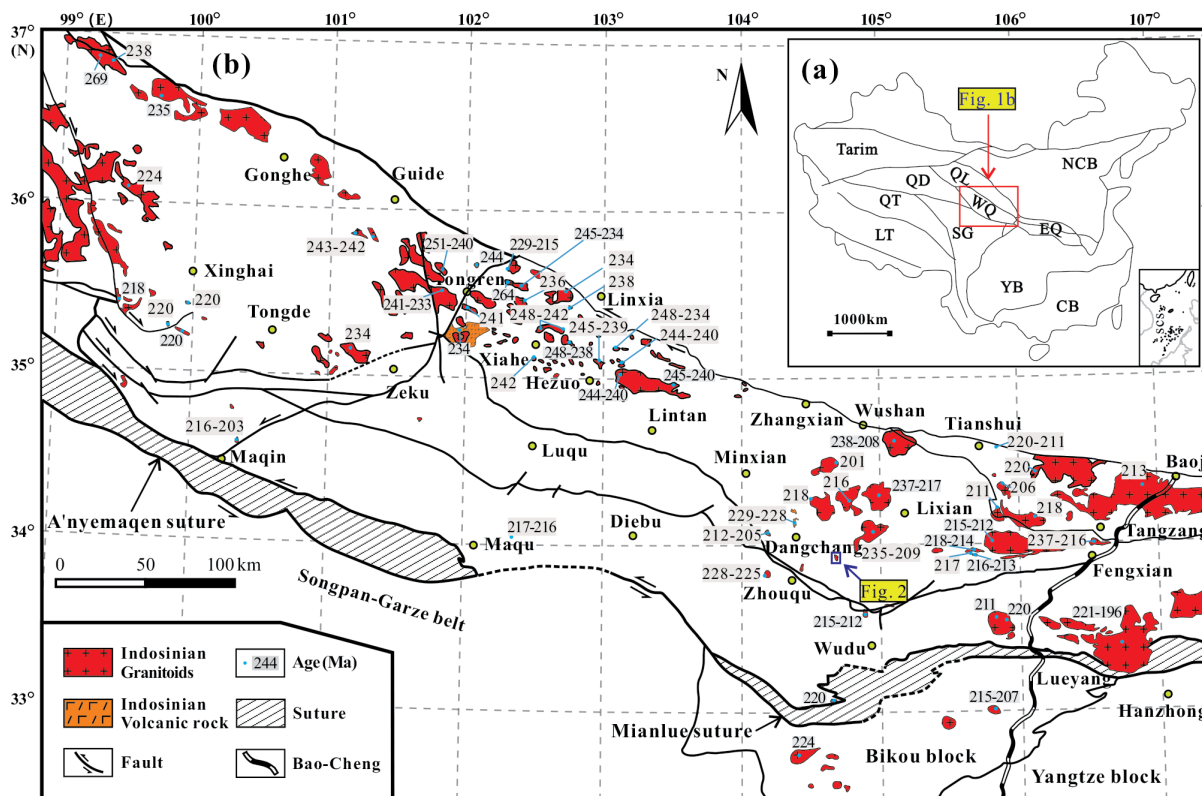 99° (E)
100°
101°
102°
103°
104°
105°
106°
107°
37°
(N)
36°
35°
34°
33°
(b)
N
(a)
Fig. 1b
Tarim
NCB
QL
QD
WQ
QT
LT
SG
EQ
YB
CB
1000km
SCS
238
269
235
Gonghe
Guide
224
243-242
251-240
244
229-215
245-234
Xinghai
Tongren
236
234
238
Linxia
218
220
220
220
241-233
264
241
248-242
245-239
248-234
244-240
Tongde
234
234
Xiahe
248-238
242
Hezuo
244-240
245-240
Zeku
Lintan
Zhangxian
Wushan
Tianshui
216-203
Maqin
Luqu
Minxian
238-208
201
220-211
220
206
213
Baoji
A'nyemaqen suture
216
237-217
218
Lixian
211
218
229-228
212-205
Dangchang
235-209
215-212
218-214
217
216-213
237-216
Tangzang
Fengxian
217-216
Maqu
Diebu
228-225
Zhouqu
Fig. 2
0
50
100 km
Songpan-Garze belt
215-212
Wudu
211
220
221-196
Lueyang
Hanzhong
220
Mianlue suture
215-207
224
Bikou block
Yangtze block
Indosinian
Granitoids
244
Age (Ma)
Indosinian
Volcanic rock
Suture
Fault
Bao-Cheng